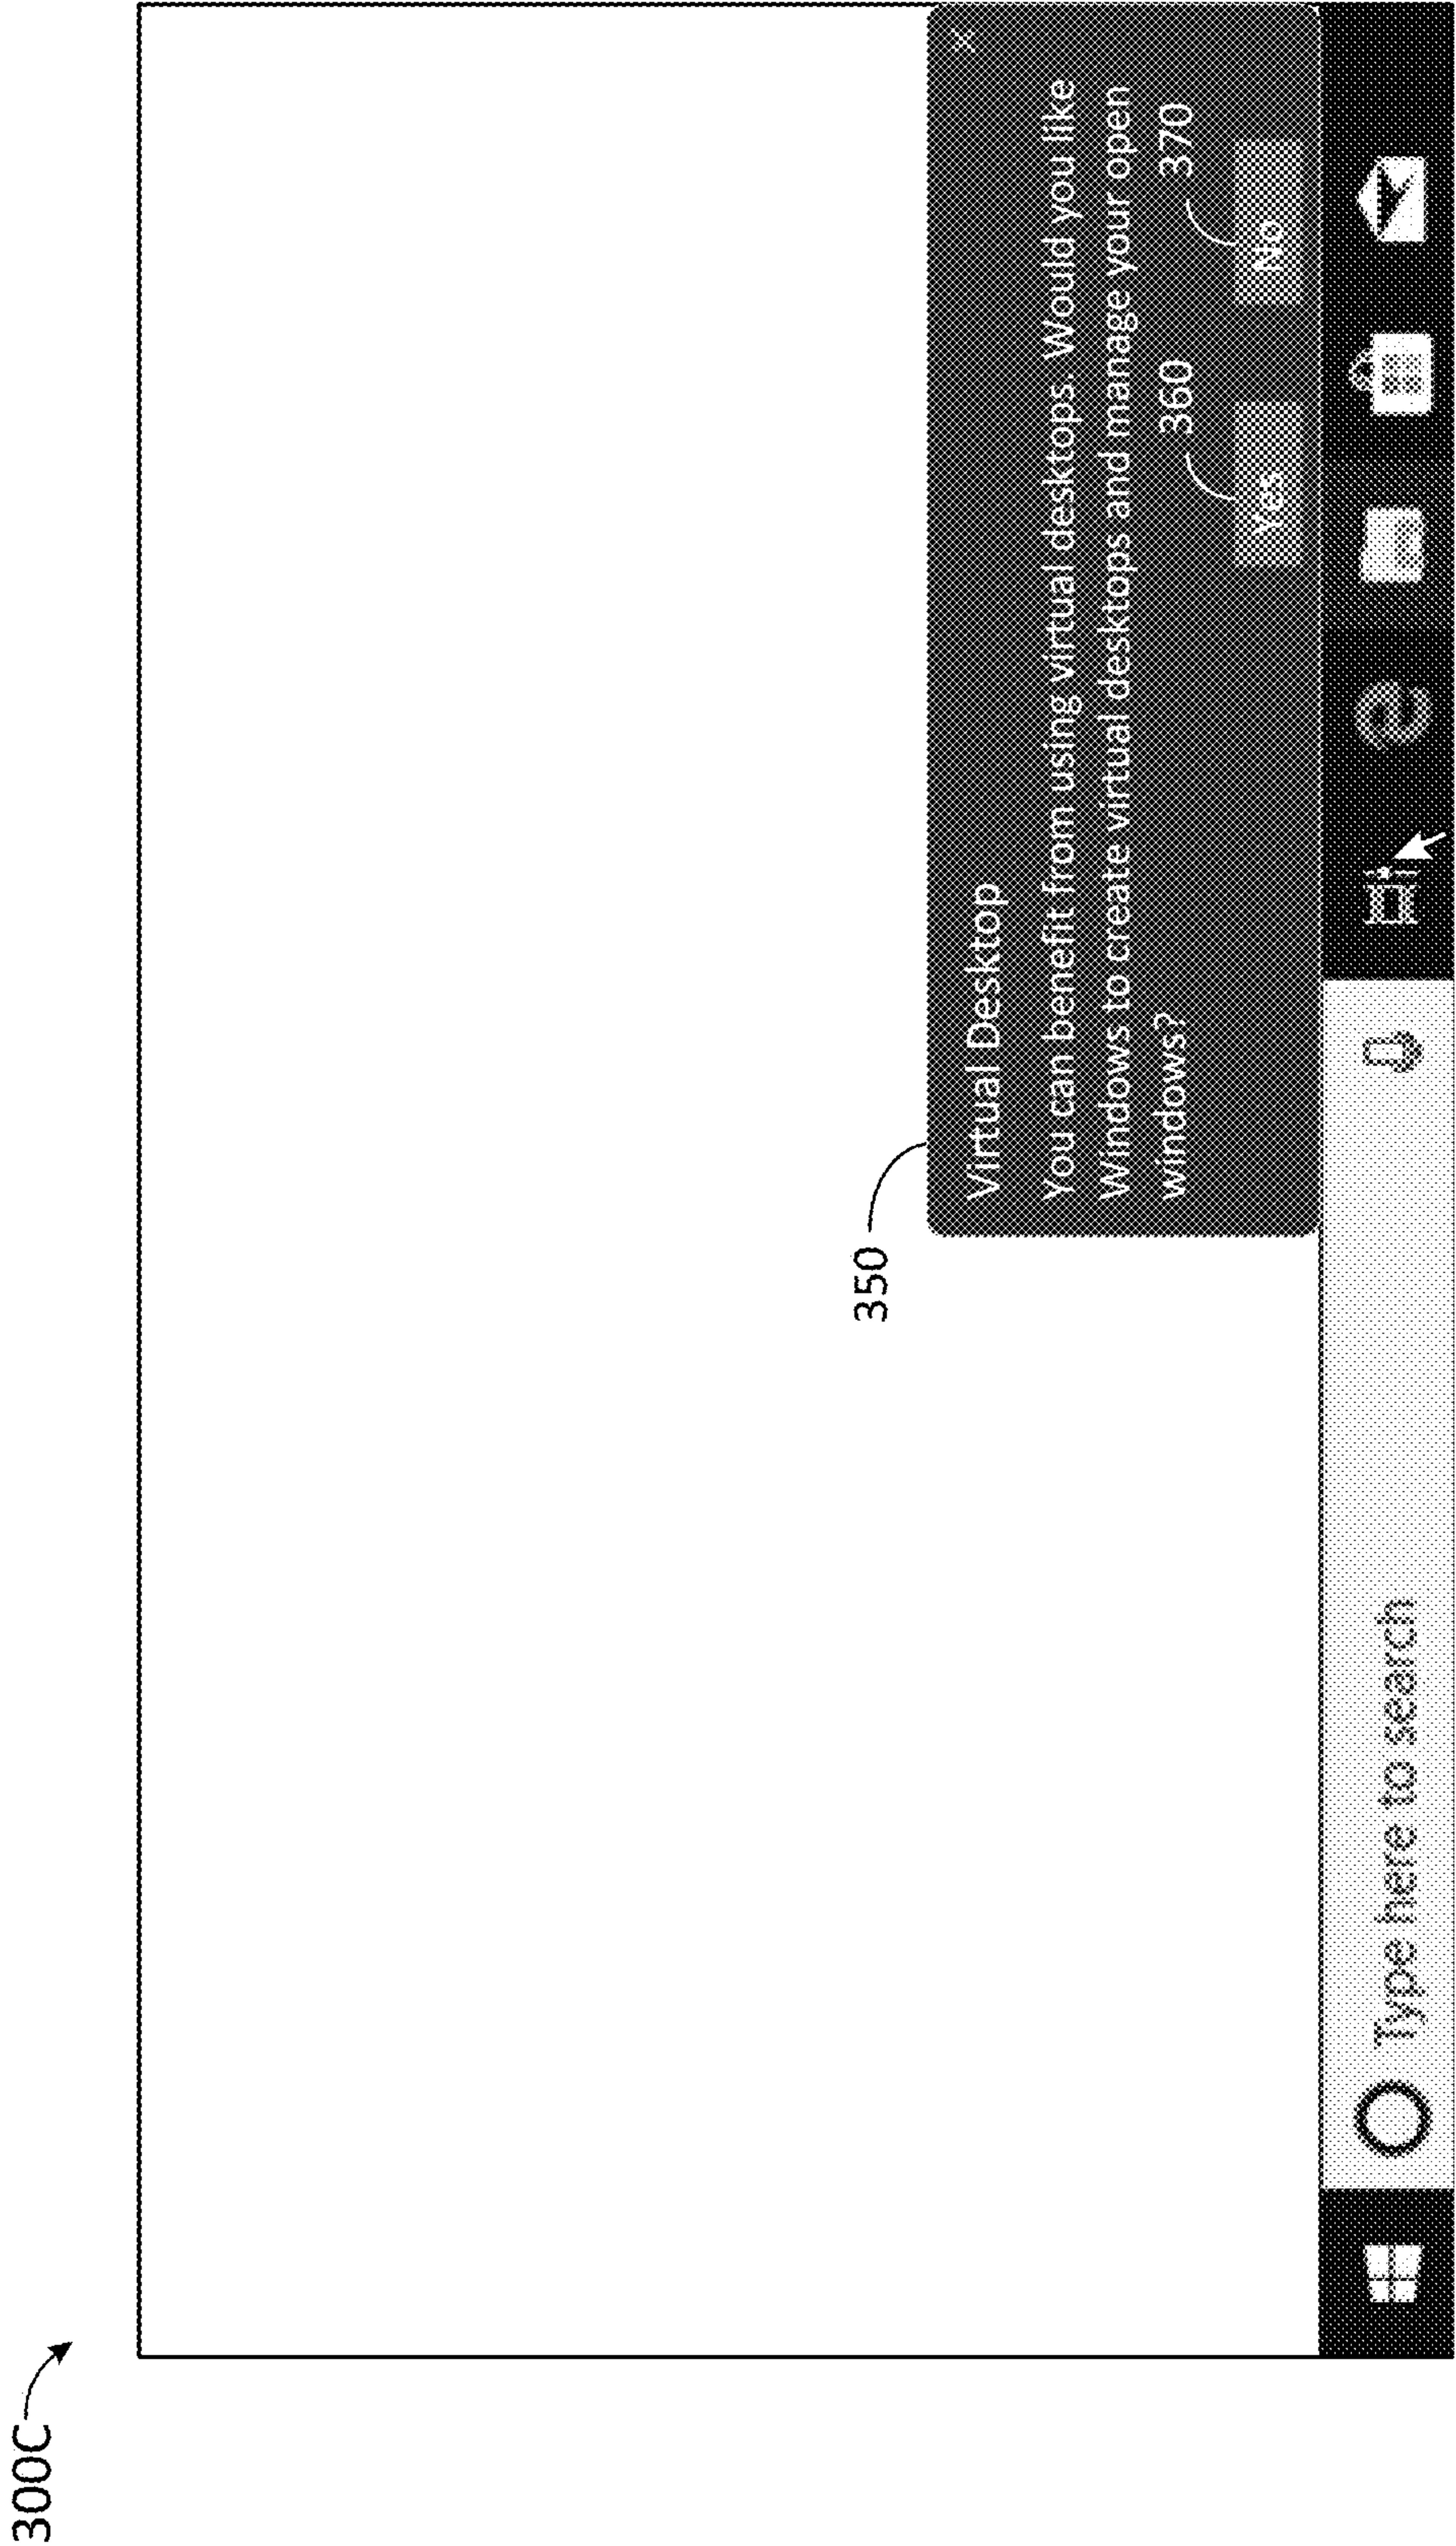 300C
350
Virtual Desktop
×
You can benefit from using virtual desktops. Would you like
Windows to create virtual desktops and manage your open
windows?
360
370
Yes
No
Type here to search